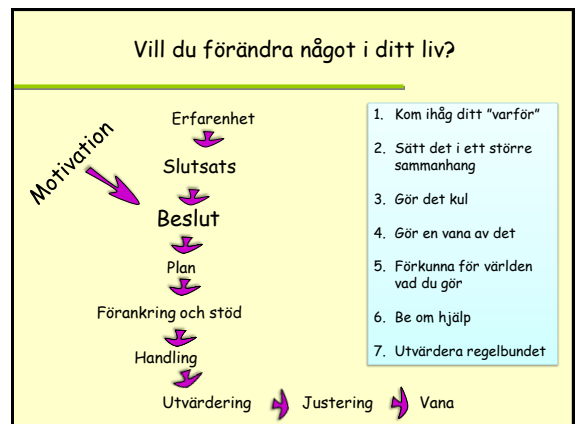 Vill du förändra något i ditt liv?
Motivation
Erfarenhet
Slutsats
Beslut
Plan
Förankring och stöd
Handling
Utvärdering
Justering
Vana
1. Kom ihåg ditt ”varför”
2. Sätt det i ett större
sammanhang
3. Gör det kul
4. Gör en vana av det
5. Förkunna för världen
vad du gör
6. Be om hjälp
7. Utvärdera regelbundet